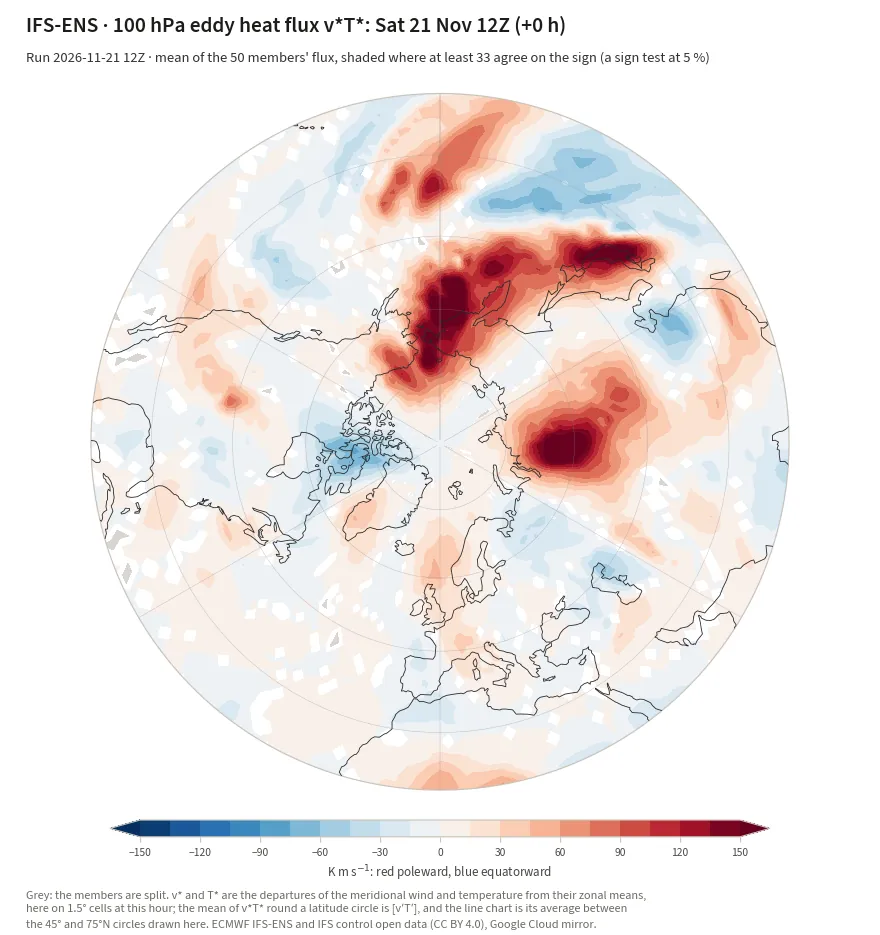 IFS-ENS · 100 hPa eddy heat flux v*T*: Sat 21 Nov 12Z (+0 h)
Run 2026-11-21 12Z · mean of the 50 members' flux, shaded where at least 33 agree on the sign (a sign test at 5 %)
−150 −120 −90 −60 −30 0 30 60 90 120 150
K m s⁻¹: red poleward, blue equatorward
Grey: the members are split. v* and T* are the departures of the meridional wind and temperature from their zonal means,
here on 1.5° cells at this hour; the mean of v*T* round a latitude circle is [v'T'], and the line chart is its average between
the 45° and 75°N circles drawn here. ECMWF IFS-ENS and IFS control open data (CC BY 4.0), Google Cloud mirror.